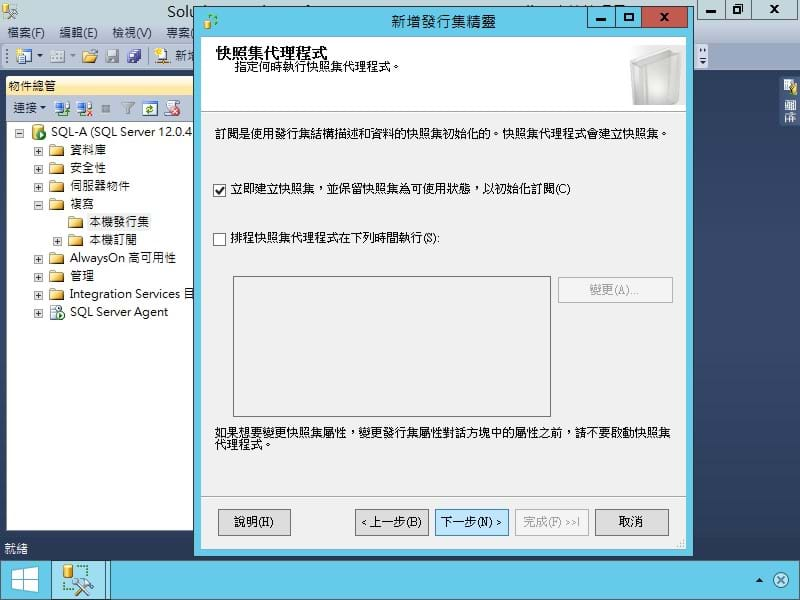 新增發行集精靈
檔案(F) 編輯(E) 檢視(V)
物件總管
連接
SQL-A (SQL Server 12.0.4
資料庫
安全性
伺服器物件
複寫
本機發行集
本機訂閱
AlwaysOn 高可用性
管理
Integration Services 目
SQL Server Agent
快照集代理程式
指定何時執行快照集代理程式。
訂閱是使用發行集結構描述和資料的快照集初始化的。快照集代理程式會建立快照集。
立即建立快照集，並保留快照集為可使用狀態，以初始化訂閱(C)
排程快照集代理程式在下列時間執行(S):
變更(A)...
如果想要變更快照集屬性，變更發行集屬性對話方塊中的屬性之前，請不要啟動快照集
代理程式。
說明(H)
< 上一步(B)
下一步(N) >
完成(F) >>|
取消
就緒